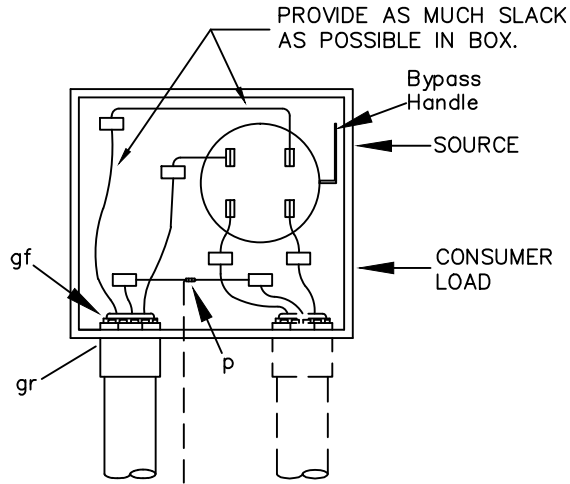 PROVIDE AS MUCH SLACK
AS POSSIBLE IN BOX.
Bypass
Handle
SOURCE
CONSUMER
LOAD
gf
p
gr